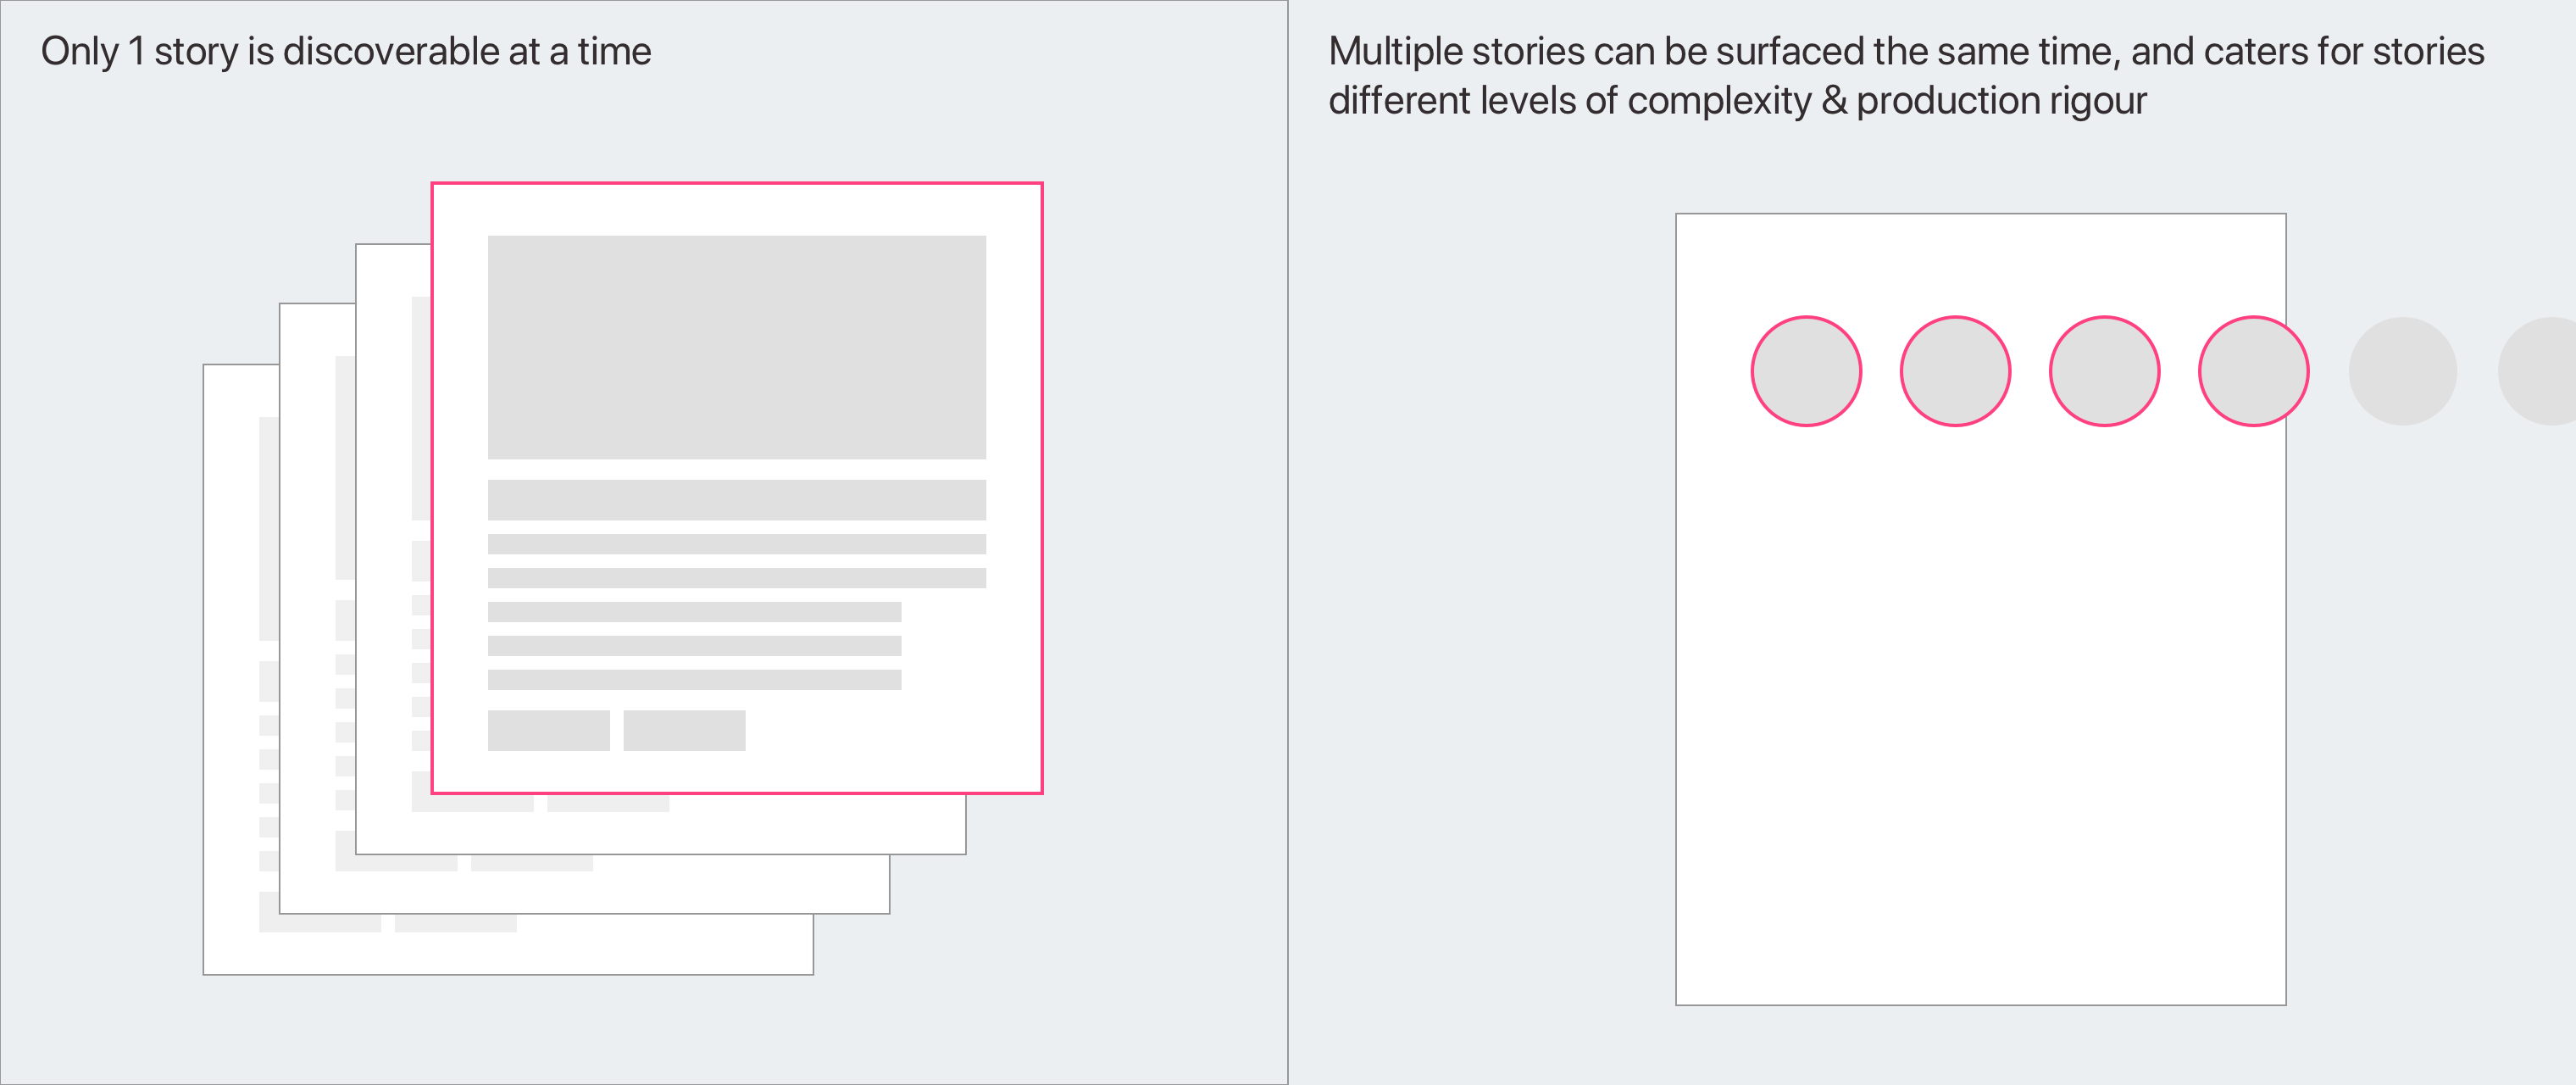 Only 1 story is discoverable at a time
Multiple stories can be surfaced the same time, and caters for stories
different levels of complexity & production rigour